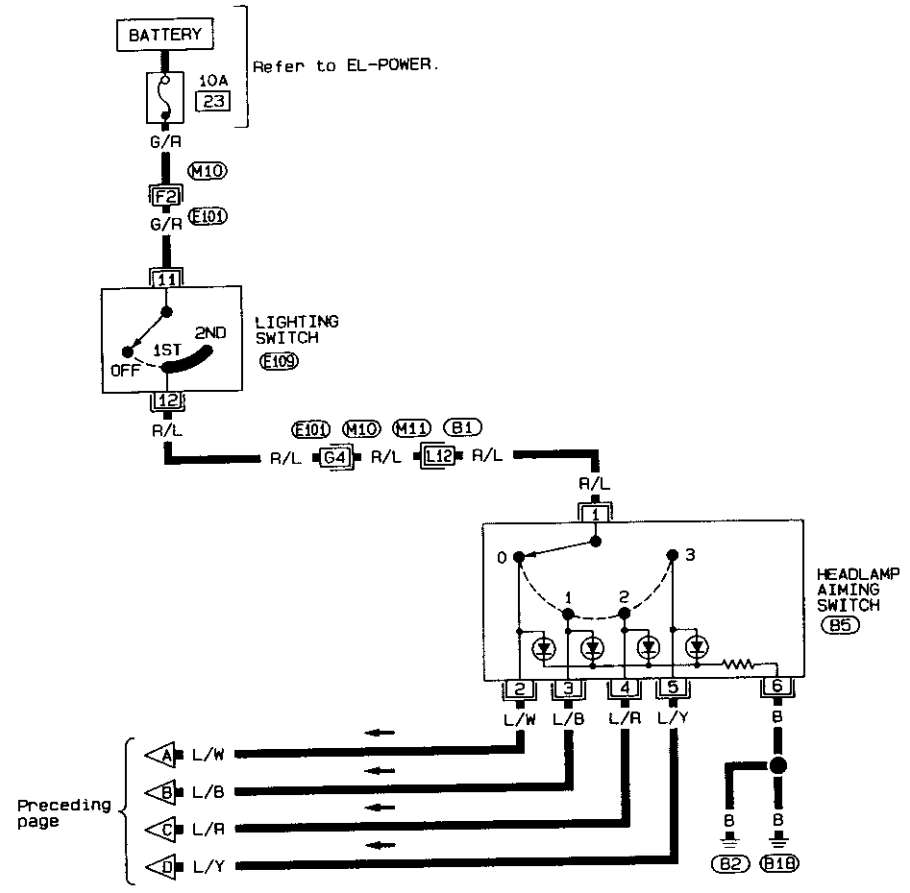 BATTERY
Refer to EL-POWER.
10A
23
G/R
M10
F2
E101
G/R
11
LIGHTING
SWITCH
E109
2ND
1ST
OFF
12
R/L
E101 M10 M11 B1
R/L G4 R/L L12 R/L
R/L
1
0
3
1
2
HEADLAMP
AIMING
SWITCH
B5
2 3 4 5 6
L/W L/B L/R L/Y B
A L/W
B L/B
C L/R
D L/Y
Preceding
page
B B
B2 B18